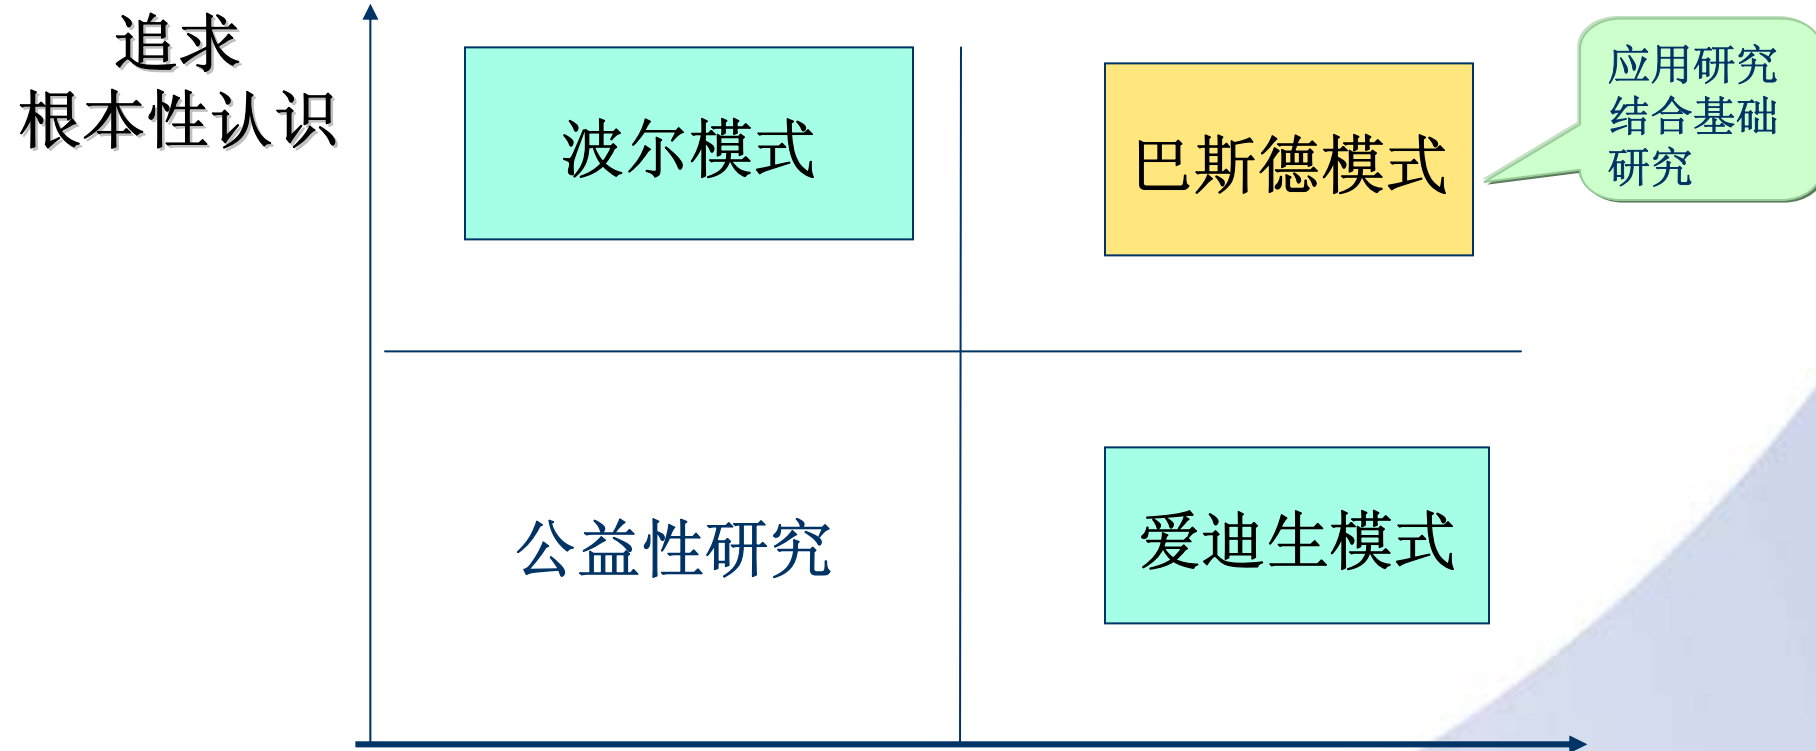 追求
根本性认识
波尔模式
巴斯德模式
应用研究
结合基础
研究
公益性研究
爱迪生模式